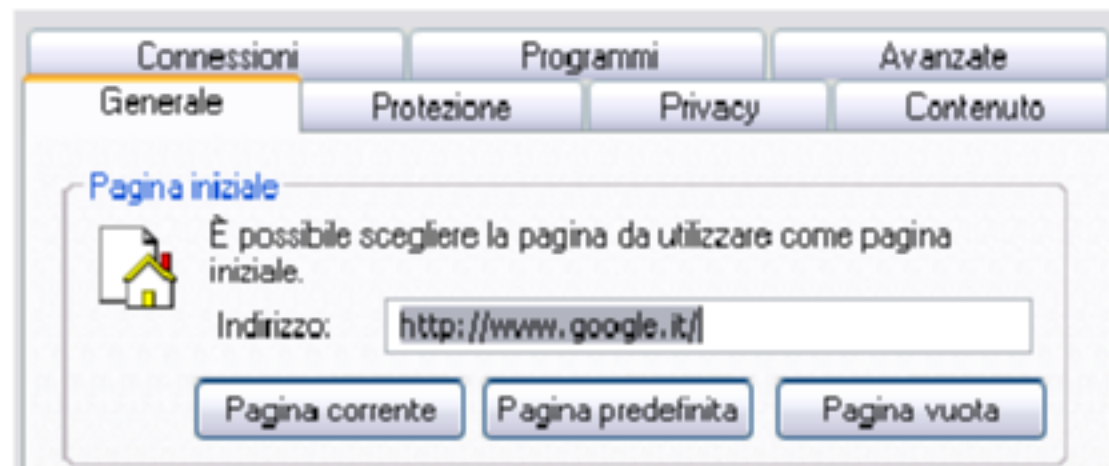 Connessioni Programmi Avanzate
Generale Protezione Privacy Contenuto
Pagina iniziale
È possibile scegliere la pagina da utilizzare come pagina
iniziale.
Indirizzo: http://www.google.it/
Pagina corrente Pagina predefinita Pagina vuota